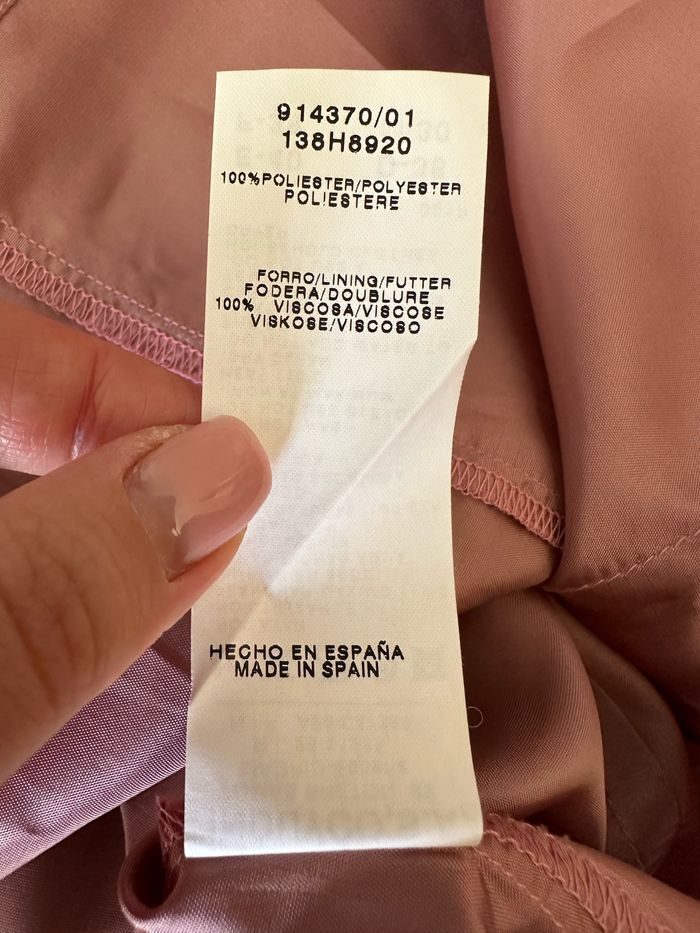 914370/01
138H8920
100%POLIESTER/POLYESTER
POLIESTERE
FORRO/LINING/FUTTER
FODERA/DOUBLURE
100% VISCOSA/VISCOSE
VISKOSE/VISCOSO
HECHO EN ESPAÑA
MADE IN SPAIN